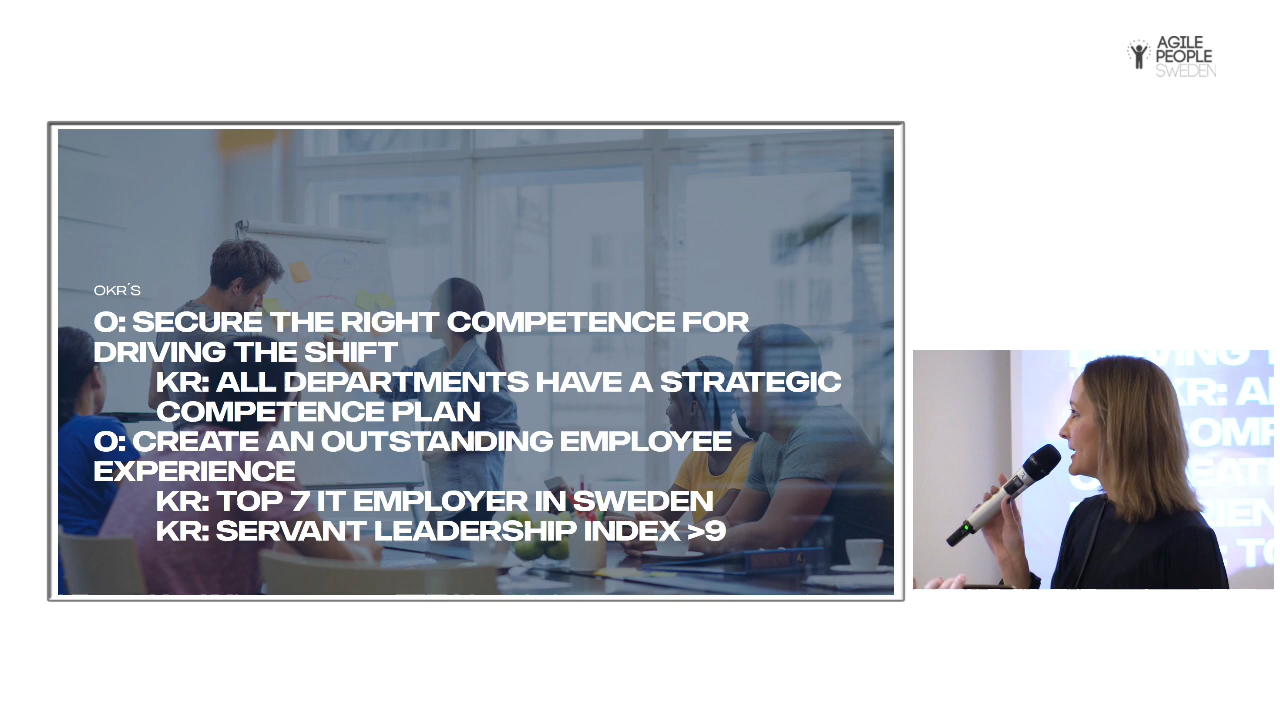 AGILE
PEOPLE
SWEDEN
OKR´S
O: SECURE THE RIGHT COMPETENCE FOR
DRIVING THE SHIFT
KR: ALL DEPARTMENTS HAVE A STRATEGIC
COMPETENCE PLAN
O: CREATE AN OUTSTANDING EMPLOYEE
EXPERIENCE
KR: TOP 7 IT EMPLOYER IN SWEDEN
KR: SERVANT LEADERSHIP INDEX >9